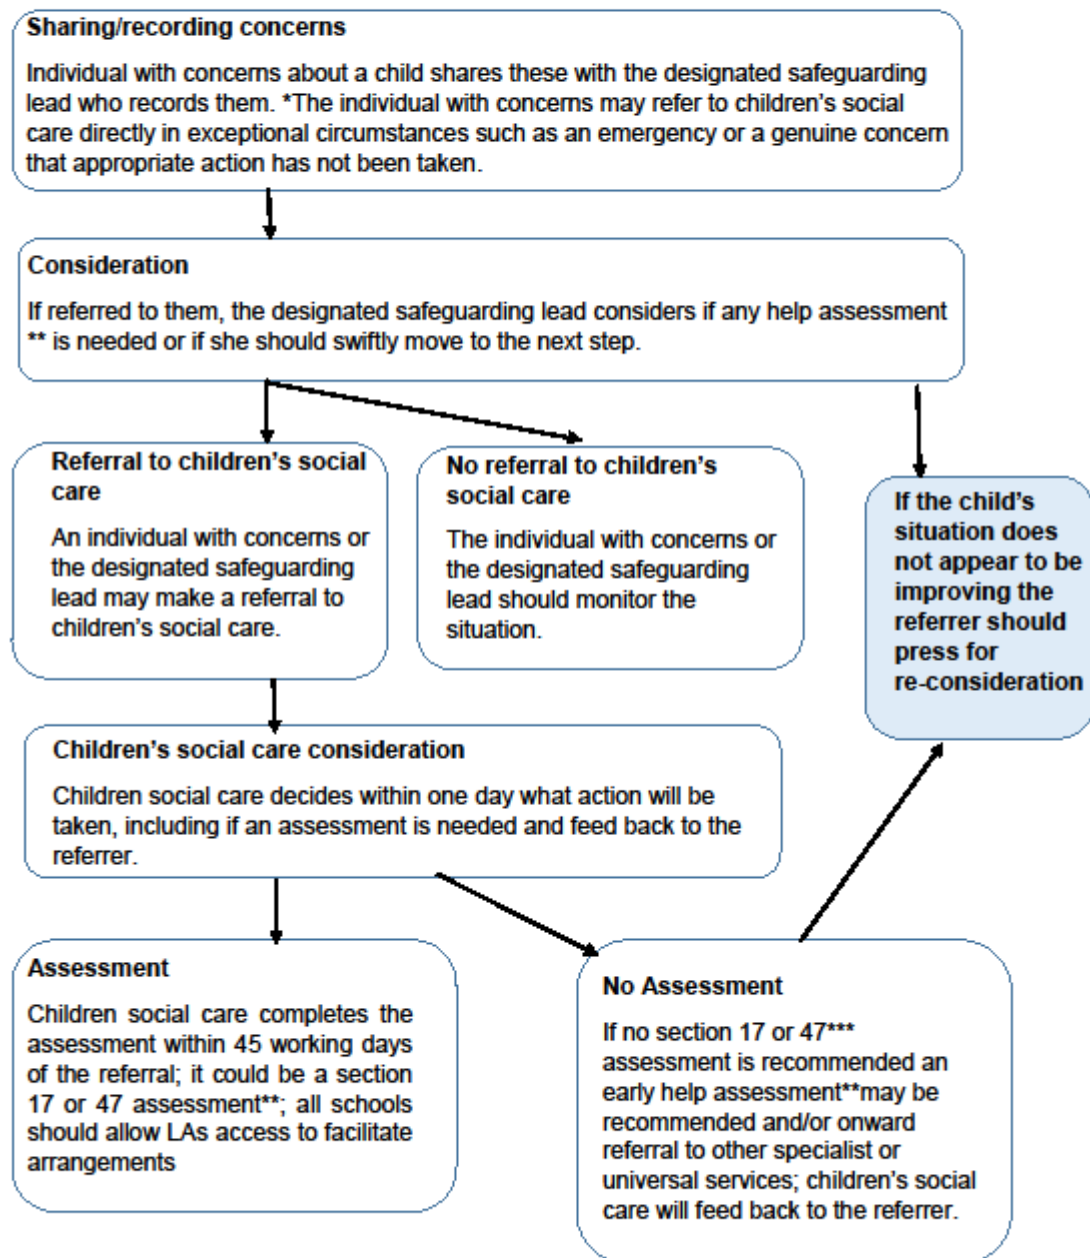 Sharing/recording concerns
Individual with concerns about a child shares these with the designated safeguarding
lead who records them. *The individual with concerns may refer to children's social
care directly in exceptional circumstances such as an emergency or a genuine concern
that appropriate action has not been taken.
Consideration
If referred to them, the designated safeguarding lead considers if any help assessment
** is needed or if she should swiftly move to the next step.
Referral to children's social
care
An individual with concerns or
the designated safeguarding
lead may make a referral to
children's social care.
No referral to children's
social care
The individual with concerns or
the designated safeguarding
lead should monitor the
situation.
If the child's
situation does
not appear to be
improving the
referrer should
press for
re-consideration
Children's social care consideration
Children social care decides within one day what action will be
taken, including if an assessment is needed and feed back to the
referrer.
Assessment
Children social care completes the
assessment within 45 working days
of the referral; it could be a section
17 or 47 assessment**; all schools
should allow LAs access to facilitate
arrangements
No Assessment
If no section 17 or 47***
assessment is recommended an
early help assessment**may be
recommended and/or onward
referral to other specialist or
universal services; children's social
care will feed back to the referrer.